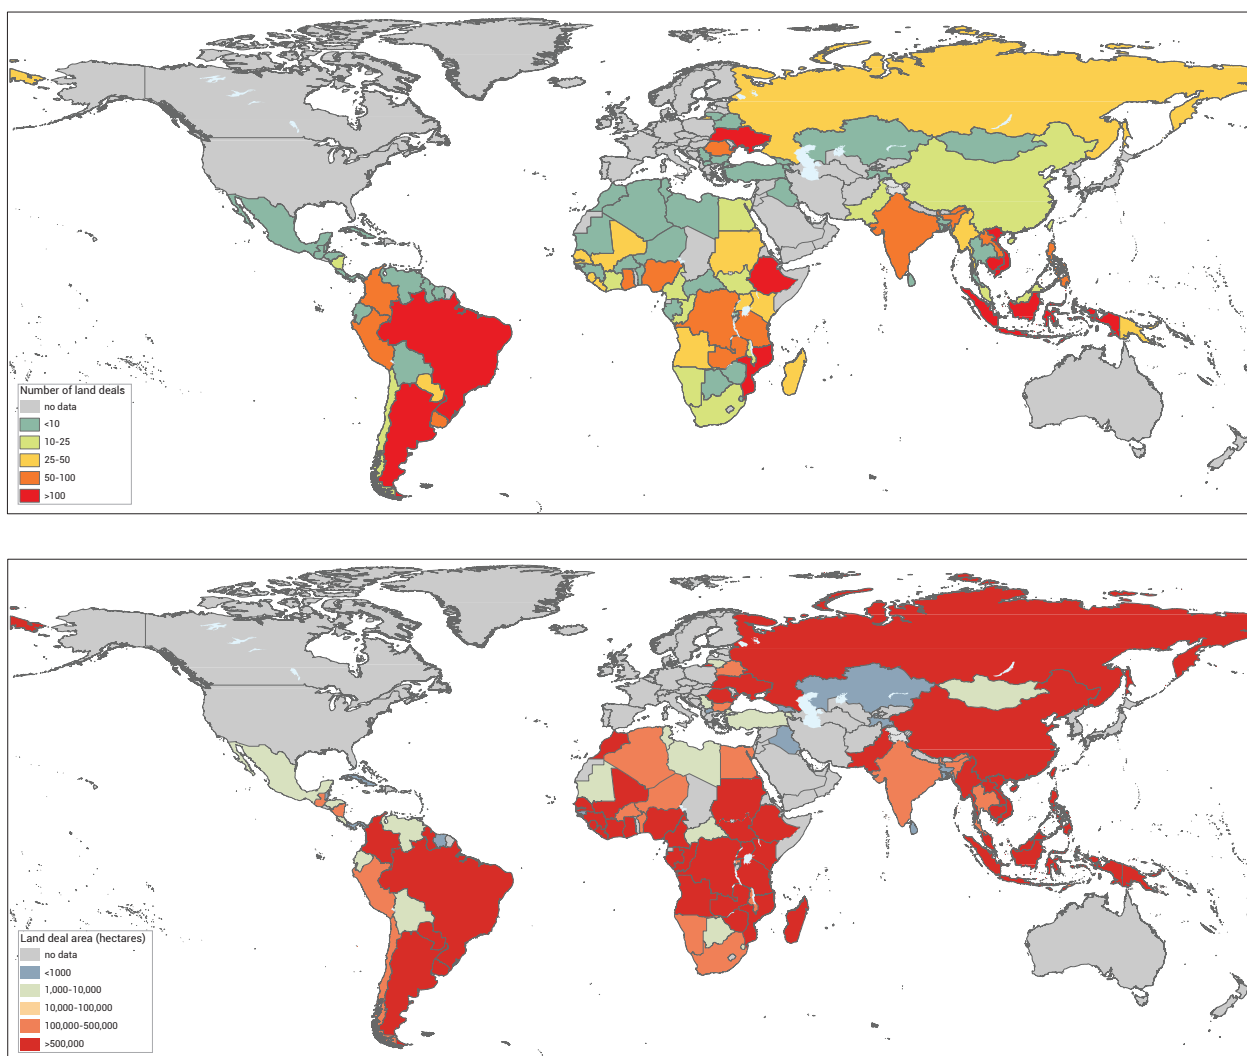 Number of land deals
no data
<10
10-25
25-50
50-100
>100
Land deal area (hectares)
no data
<1000
1,000-10,000
10,000-100,000
100,000-500,000
>500,000